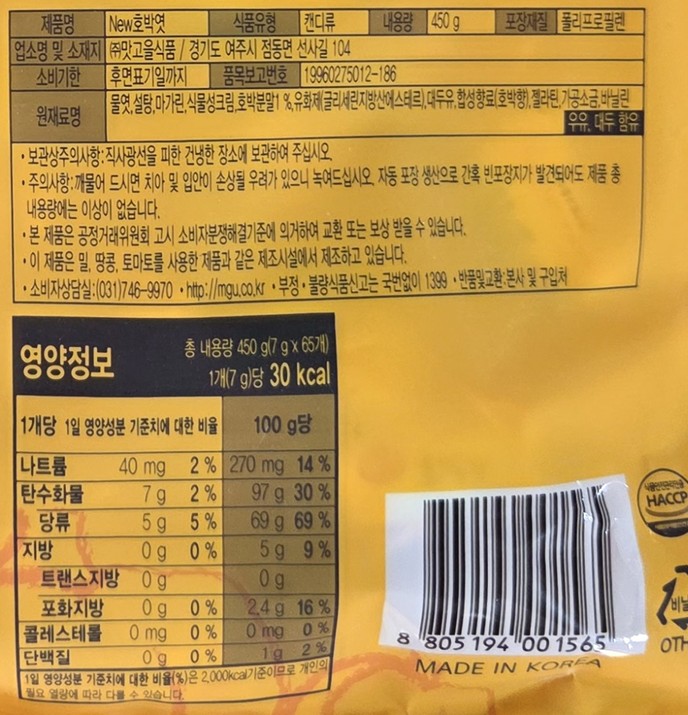 제품명 New호박엿 식품유형 캔디류 내용량 450 g 포장재질 폴리프로필렌
업소명 및 소재지 ㈜맛고을식품 / 경기도 여주시 점동면 선사길 104
소비기한 후면표기일까지 품목보고번호 19960275012-186
원재료명 물엿,설탕,마가린,식물성크림,호박분말1 %,유화제(글리세린지방산에스테르),대두유,합성향료(호박향),젤라틴,가공소금,바닐린
우유, 대두 함유
• 보관상주의사항:직사광선을 피한 건냉한 장소에 보관하여 주십시오.
• 주의사항:깨물어 드시면 치아 및 입안이 손상될 우려가 있으니 녹여드십시오. 자동 포장 생산으로 간혹 빈포장지가 발견되어도 제품 총
내용량에는 이상이 없습니다.
• 본 제품은 공정거래위원회 고시 소비자분쟁해결기준에 의거하여 교환 또는 보상 받을 수 있습니다.
• 이 제품은 밀, 땅콩, 토마토를 사용한 제품과 같은 제조시설에서 제조하고 있습니다.
• 소비자상담실:(031)746-9970 • http://mgu.co.kr • 부정·불량식품신고는 국번없이 1399 • 반품및교환:본사 및 구입처
영양정보
총 내용량 450 g(7 g x 65개)
1개(7 g)당 30 kcal
1개당 1일 영양성분 기준치에 대한 비율 100 g당
나트륨 40 mg 2 % 270 mg 14 %
탄수화물 7 g 2 % 97 g 30 %
당류 5 g 5 % 69 g 69 %
지방 0 g 0 % 5 g 9 %
트랜스지방 0 g 0 g
포화지방 0 g 0 % 2.4 g 16 %
콜레스테롤 0 mg 0 % 0 mg 0 %
단백질 0 g 0 % 1 g 2 %
1일 영양성분 기준치에 대한 비율(%)은 2,000kcal기준이므로 개인의
필요 열량에 따라 다를 수 있습니다.
8 805194 001565
MADE IN KOREA
HACCP
비닐
OTH